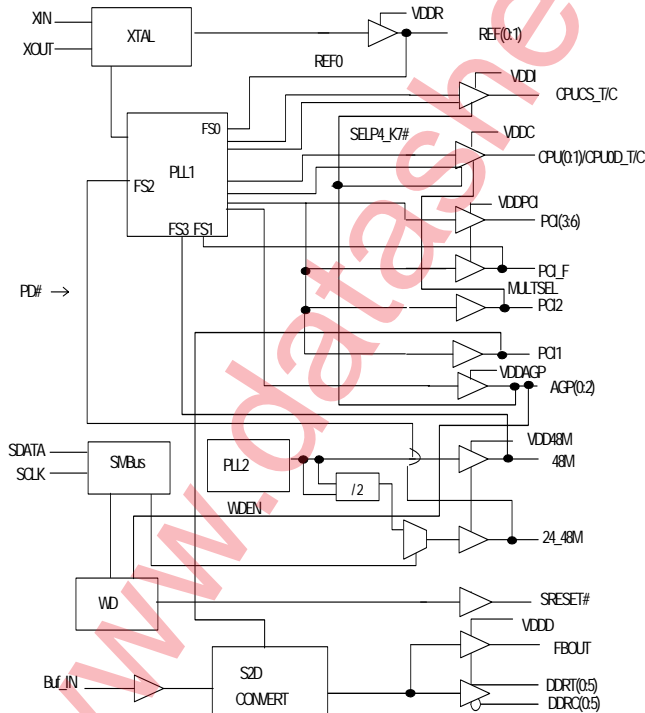 XIN
XOUT
XTAL
VDDR
REF(0:1)
REF0
VDDI
CPUCS_T/C
FS0
SELP4_K7#
VDDC
CPU(0:1)/CPU0D_T/C
PLL1
FS2
VDDPCI
PCI(3:6)
FS3 FS1
PCI_F
PD#
MULTSEL
PCI2
PCI1
VDDAGP
AGP(0:2)
SDATA
SCLK
SMBus
PLL2
VDD48M
48M
/2
WDEN
24_48M
WD
SRESET#
VDDD
FBOUT
S2D
CONVERT
Buf_IN
DDRT(0:5)
DDRC(0:5)
www.datashe